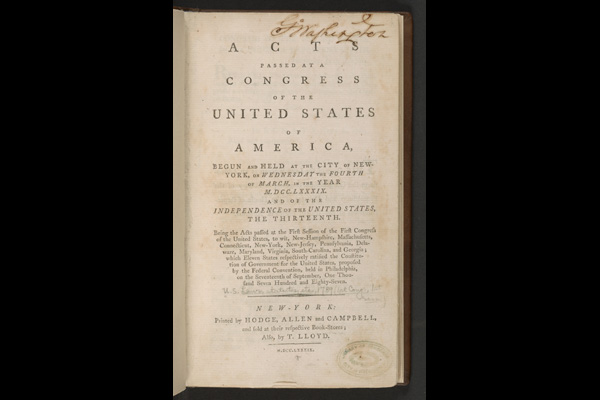 G: Washington
ACTS
PASSED AT A
CONGRESS
OF THE
UNITED STATES
OF
AMERICA,
BEGUN AND HELD AT THE CITY OF NEW-
YORK, ON WEDNESDAY THE FOURTH
OF MARCH, IN THE YEAR
M,DCC,LXXXIX.
AND OF THE
INDEPENDENCE OF THE UNITED STATES,
THE THIRTEENTH.
Being the Acts passed at the First Session of the First Congress
of the United States, to wit, New-Hampshire, Massachusetts,
Connecticut, New-York, New-Jersey, Pennsylvania, Dela-
ware, Maryland, Virginia, South-Carolina, and Georgia;
which Eleven States respectively ratified the Constitu-
tion of Government for the United States, proposed
by the Federal Convention, held in Philadelphia,
on the Seventeenth of September, One Thou-
sand Seven Hundred and Eighty-Seven.
U.S. Laws, 1789
NEW-YORK:
Printed by HODGE, ALLEN and CAMPBELL,
and sold at their respective Book-Stores;
Also, by T. LLOYD.
M,DCC,LXXXIX.